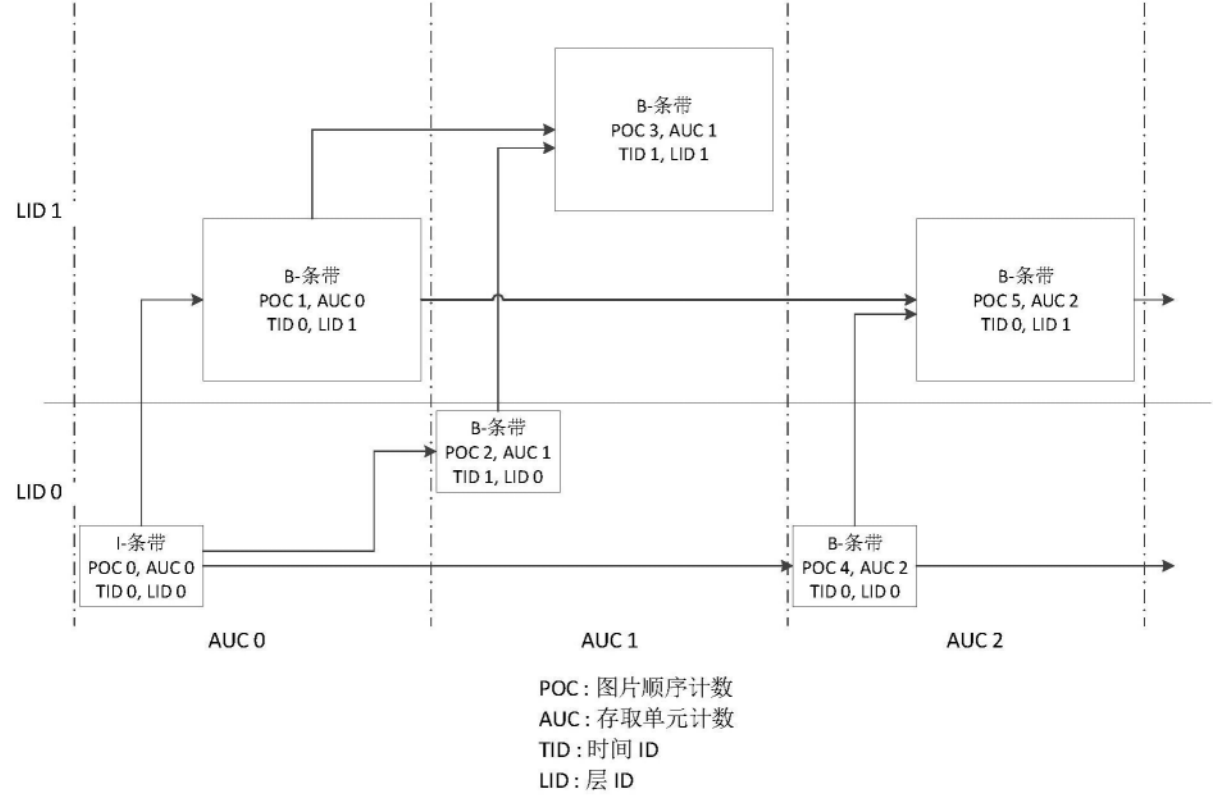 B-条带
POC 3, AUC 1
TID 1, LID 1
LID 1
B-条带
POC 1, AUC 0
TID 0, LID 1
B-条带
POC 5, AUC 2
TID 0, LID 1
B-条带
POC 2, AUC 1
TID 1, LID 0
LID 0
I-条带
POC 0, AUC 0
TID 0, LID 0
B-条带
POC 4, AUC 2
TID 0, LID 0
AUC 0
AUC 1
AUC 2
POC : 图片顺序计数
AUC : 存取单元计数
TID : 时间 ID
LID : 层 ID